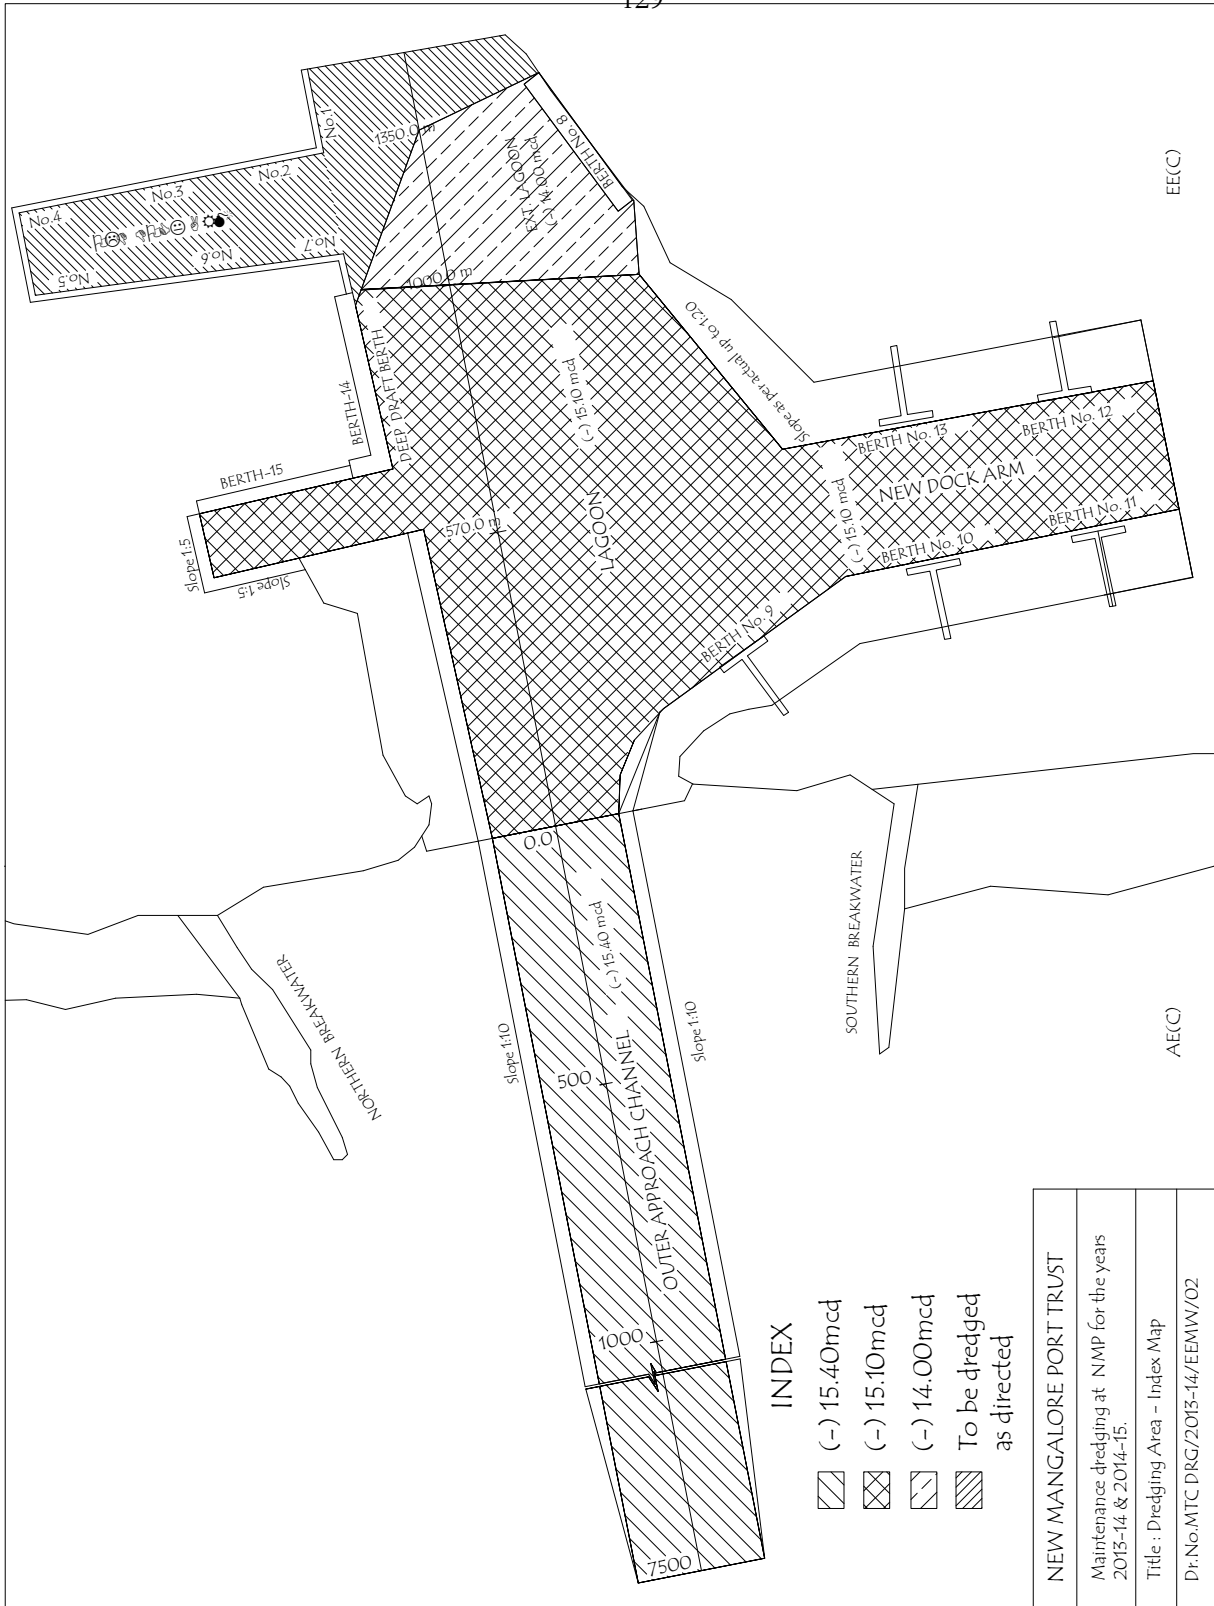 129
No.1
No.2
No.3
No.4
No.5
No.6
No.7
1350.0 m
EXT. LAGOON
(-) 14.00 mcd
BERTH No. 8
1000.0 m
DEEP DRAFT BERTH
BERTH-14
BERTH-15
Slope 1:5
Slope 1:5
(-) 15.10 mcd
LAGOON
570.0 m
Slope as per actual up to 1:20
BERTH No. 13
BERTH No. 12
NEW DOCK ARM
(-) 15.10 mcd
BERTH No. 10
BERTH No. 11
BERTH No. 9
0.0
(-) 15.40 mcd
Slope 1:10
Slope 1:10
500
OUTER APPROACH CHANNEL
1000
7500
NORTHERN BREAKWATER
SOUTHERN BREAKWATER
EE(C)
AE(C)
INDEX
(-) 15.40mcd
(-) 15.10mcd
(-) 14.00mcd
To be dredged
as directed
NEW MANGALORE PORT TRUST
Maintenance dredging at NMP for the years
2013-14 & 2014-15.
Title : Dredging Area - Index Map
Dr.No.MTC DRG/2013-14/EEMW/02